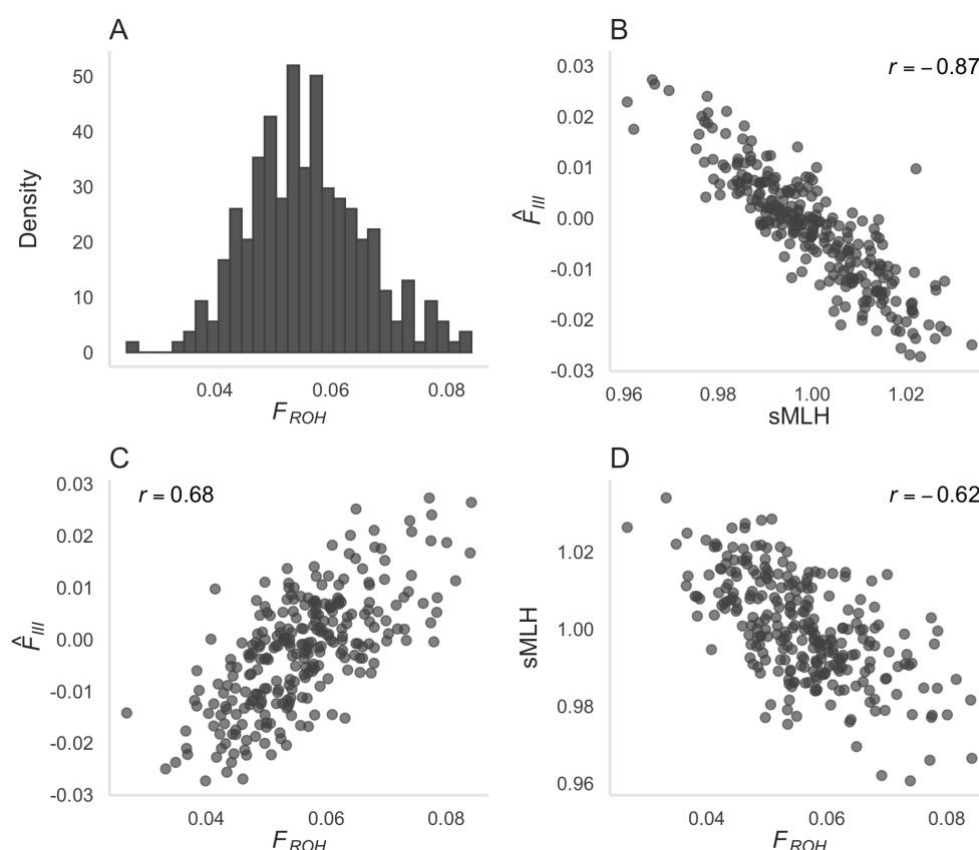 A
50
40
30
20
10
0
Density
0.04 0.06 0.08
F_ROH
B
r = −0.87
0.03
0.02
0.01
0.00
-0.01
-0.02
-0.03
F̂_III
0.96 0.98 1.00 1.02
sMLH
C
r = 0.68
0.03
0.02
0.01
0.00
-0.01
-0.02
-0.03
F̂_III
0.04 0.06 0.08
F_ROH
D
r = −0.62
1.02
1.00
0.98
0.96
sMLH
0.04 0.06 0.08
F_ROH